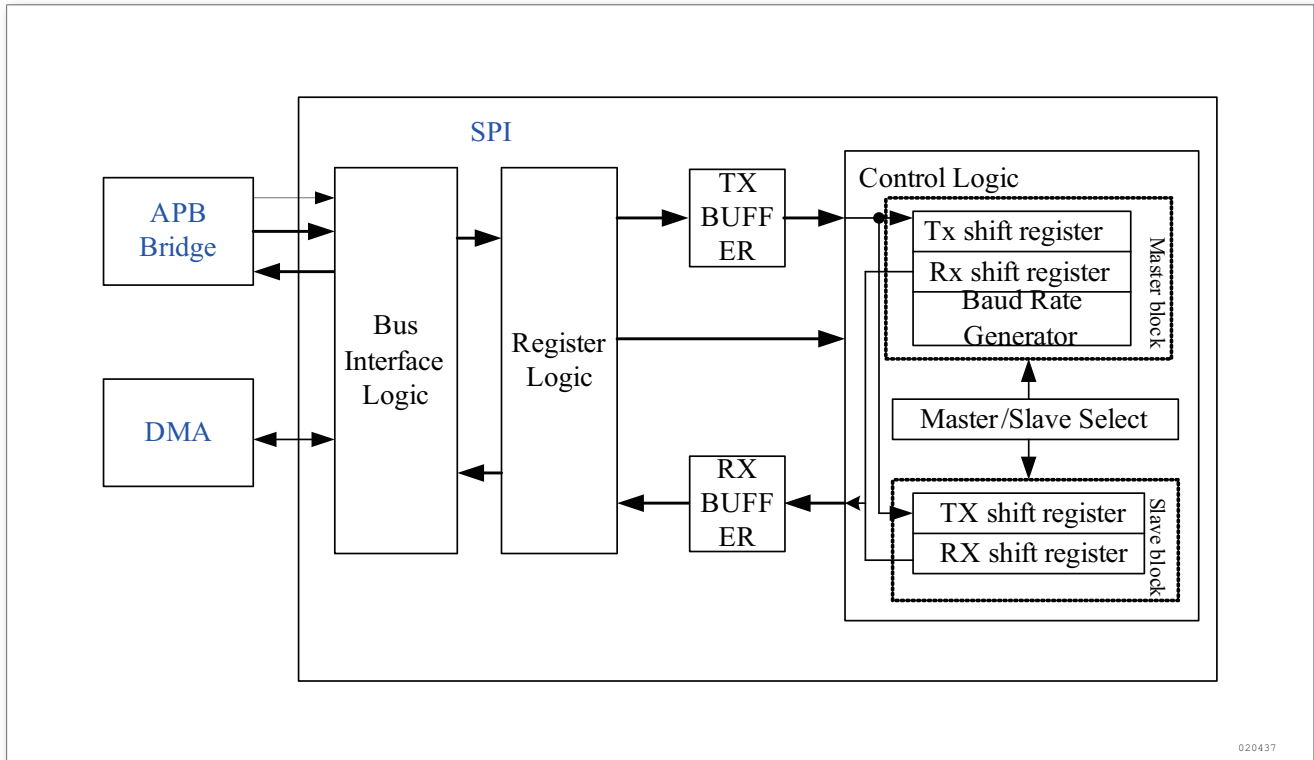 SPI
APB
Bridge
DMA
Bus
Interface
Logic
Register
Logic
TX
BUFF
ER
RX
BUFF
ER
Control Logic
Tx shift register
Rx shift register
Baud Rate
Generator
Master block
Master/Slave Select
TX shift register
RX shift register
Slave block
020437